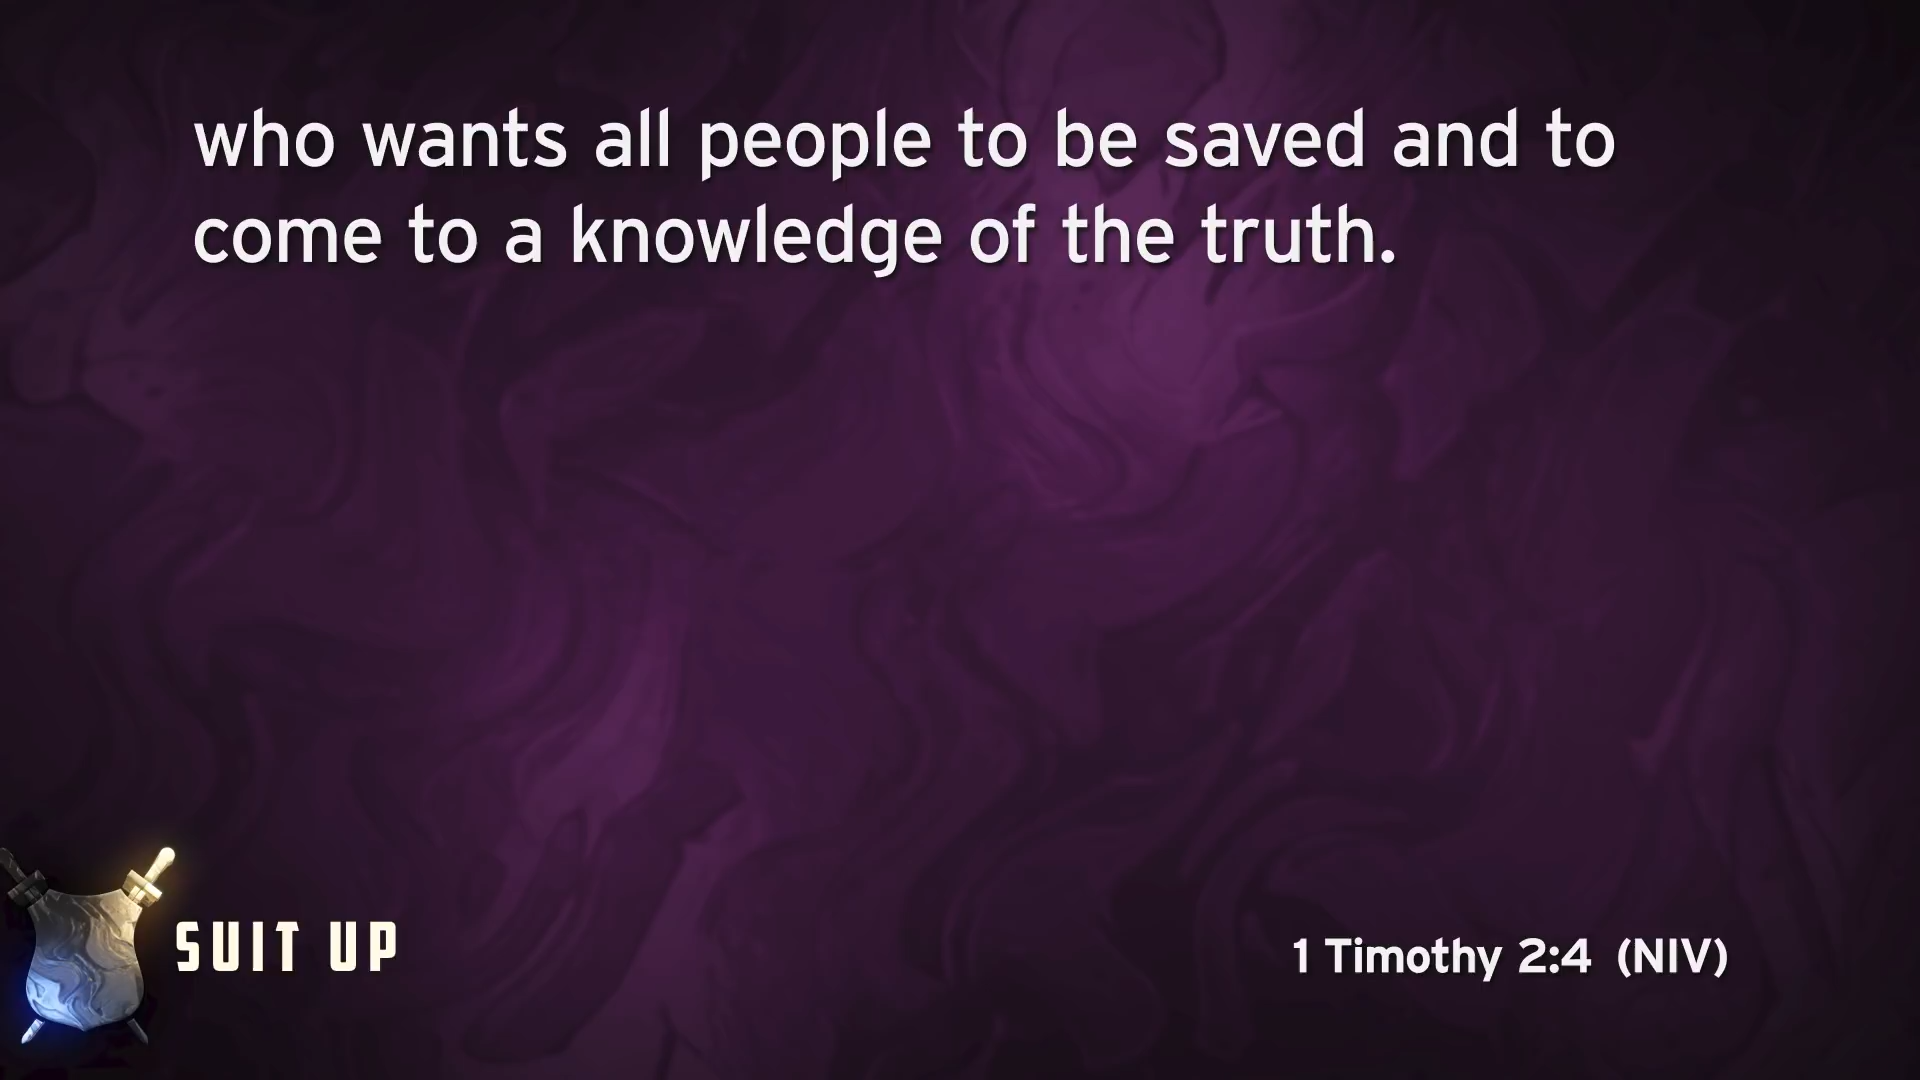 who wants all people to be saved and to
come to a knowledge of the truth.
SUIT UP
1 Timothy 2:4 (NIV)